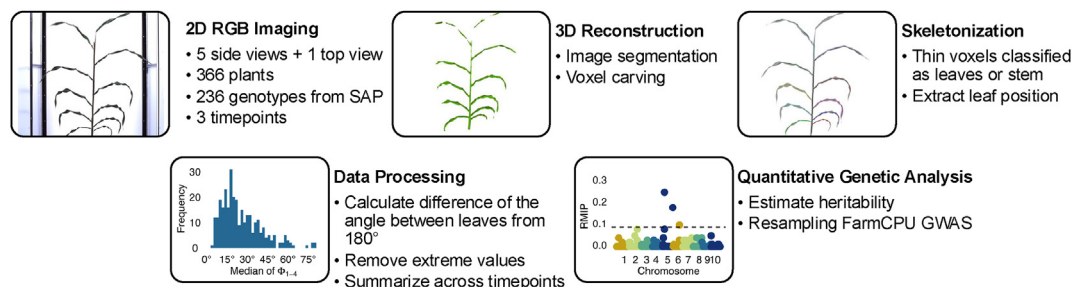 2D RGB Imaging
• 5 side views + 1 top view
• 366 plants
• 236 genotypes from SAP
• 3 timepoints
3D Reconstruction
• Image segmentation
• Voxel carving
Skeletonization
• Thin voxels classified
as leaves or stem
• Extract leaf position
30
20
10
0
Frequency
0° 15° 30° 45° 60° 75°
Median of Φ1–4
Data Processing
• Calculate difference of the
angle between leaves from
180°
• Remove extreme values
• Summarize across timepoints
0.3
0.2
0.1
0.0
RMIP
1 2 3 4 5 6 7 8 910
Chromosome
Quantitative Genetic Analysis
• Estimate heritability
• Resampling FarmCPU GWAS